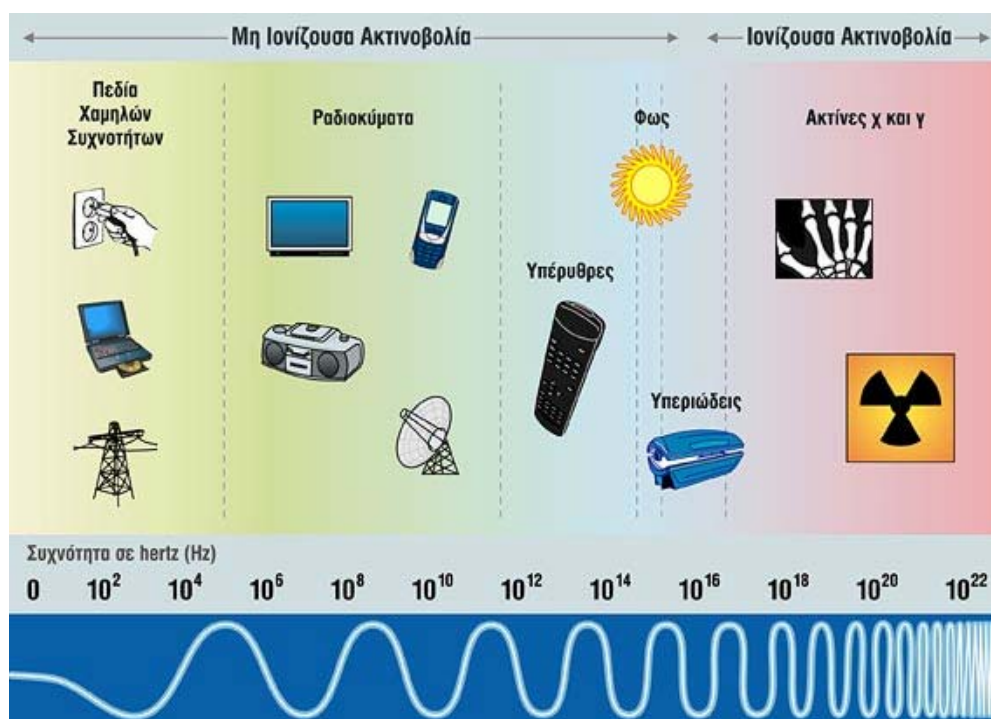 Μη Ιονίζουσα Ακτινοβολία
Ιονίζουσα Ακτινοβολία
Πεδία
Χαμηλών
Συχνοτήτων
Ραδιοκύματα
Φως
Ακτίνες χ και γ
Υπέρυθρες
Υπεριώδεις
Συχνότητα σε hertz (Hz)
0 10² 10⁴ 10⁶ 10⁸ 10¹⁰ 10¹² 10¹⁴ 10¹⁶ 10¹⁸ 10²⁰ 10²²